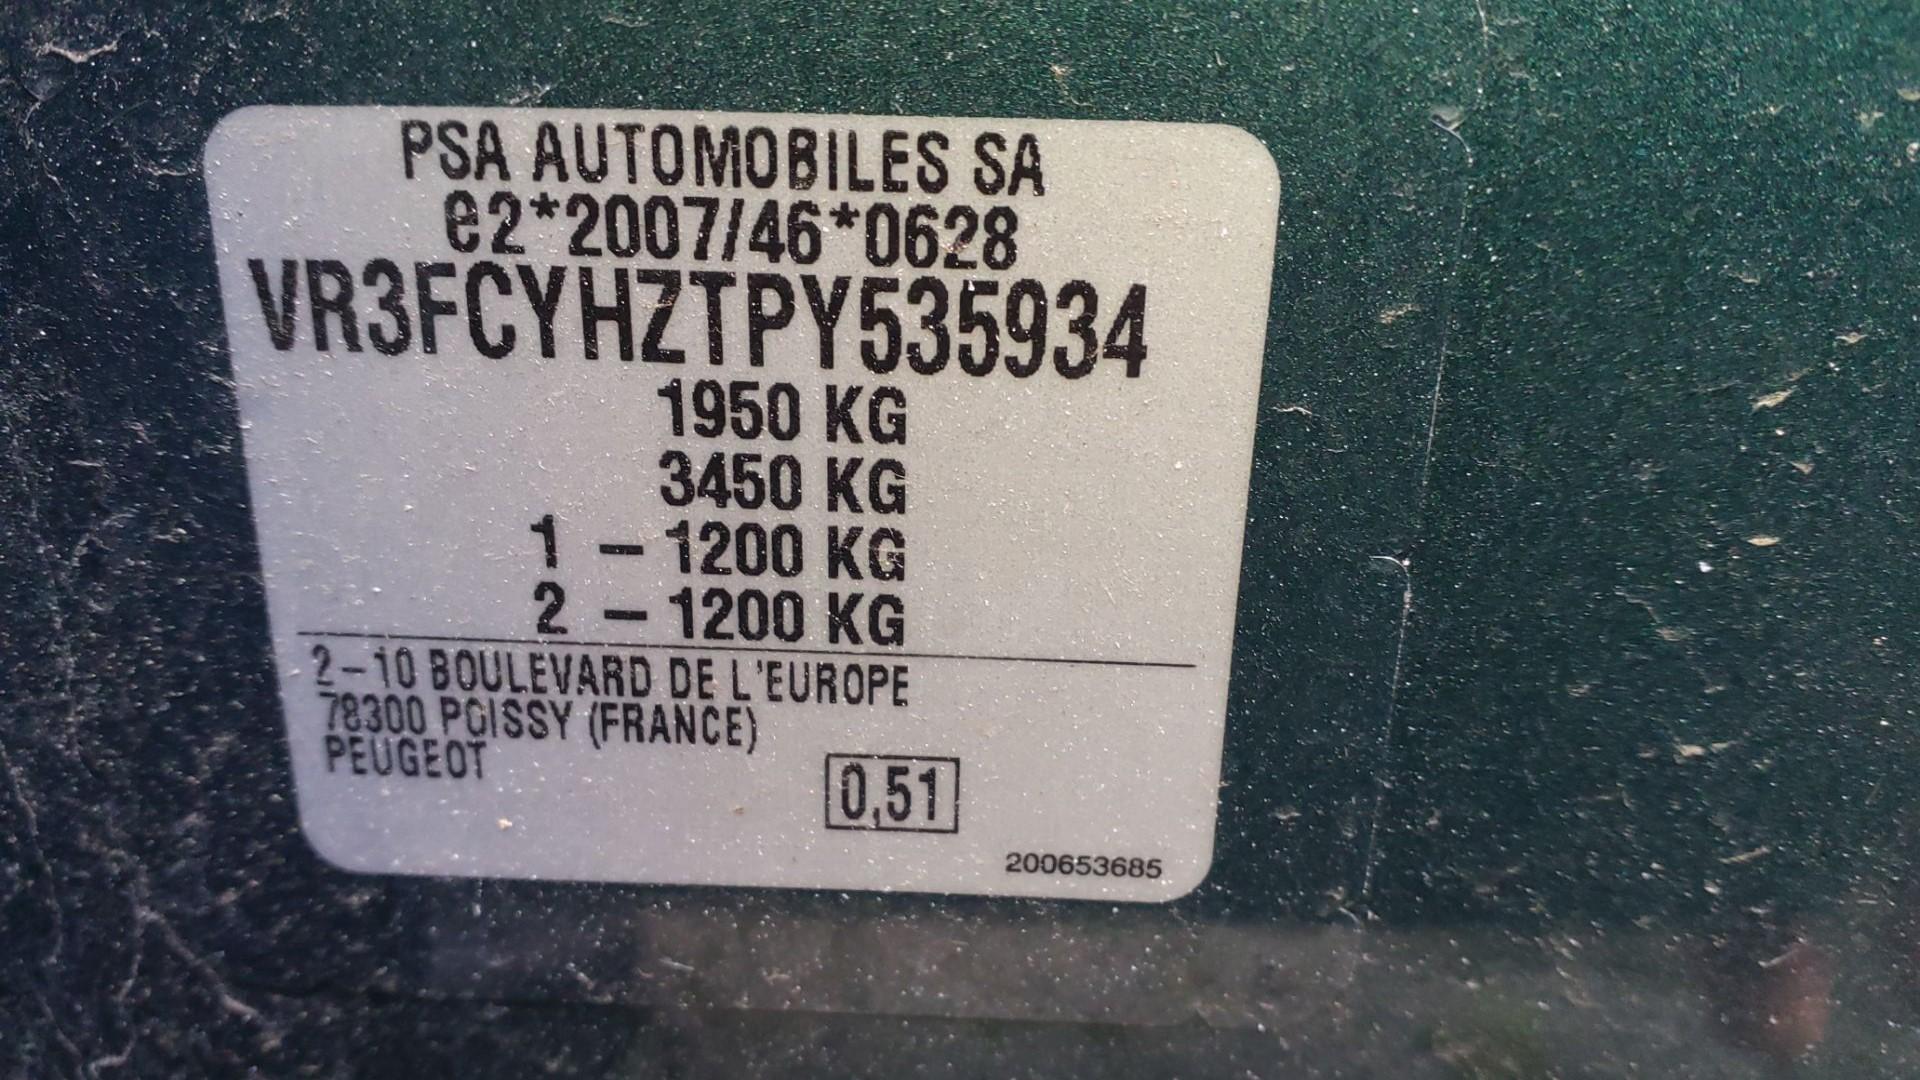 PSA AUTOMOBILES SA
e2*2007/46*0628
VR3FCYHZTPY535934
1950 KG
3450 KG
1 – 1200 KG
2 – 1200 KG
2–10 BOULEVARD DE L'EUROPE
78300 POISSY (FRANCE)
PEUGEOT
0,51
200653685